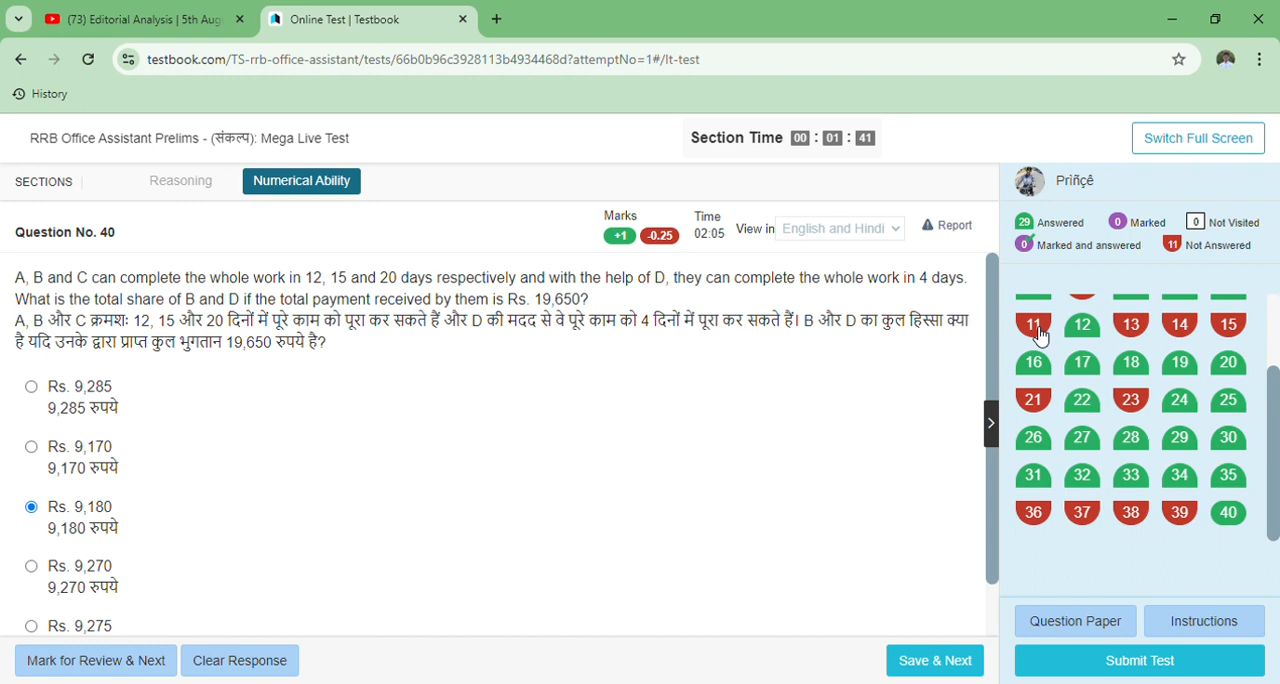 (73) Editorial Analysis | 5th Aug
Online Test | Testbook
testbook.com/TS-rrb-office-assistant/tests/66b0b96c3928113b4934468d?attemptNo=1#/lt-test
History
RRB Office Assistant Prelims - (संकल्प): Mega Live Test
Section Time 00 : 01 : 41
Switch Full Screen
SECTIONS
Reasoning
Numerical Ability
Priñçê
Question No. 40
Marks
+1 -0.25
Time
02:05
View in English and Hindi
Report
29 Answered
0 Marked
0 Not Visited
0 Marked and answered
11 Not Answered
A, B and C can complete the whole work in 12, 15 and 20 days respectively and with the help of D, they can complete the whole work in 4 days.
What is the total share of B and D if the total payment received by them is Rs. 19,650?
A, B और C क्रमशः 12, 15 और 20 दिनों में पूरे काम को पूरा कर सकते हैं और D की मदद से वे पूरे काम को 4 दिनों में पूरा कर सकते हैं। B और D का कुल हिस्सा क्या
है यदि उनके द्वारा प्राप्त कुल भुगतान 19,650 रुपये है?
Rs. 9,285
9,285 रुपये
Rs. 9,170
9,170 रुपये
Rs. 9,180
9,180 रुपये
Rs. 9,270
9,270 रुपये
Rs. 9,275
11 12 13 14 15
16 17 18 19 20
21 22 23 24 25
26 27 28 29 30
31 32 33 34 35
36 37 38 39 40
Question Paper
Instructions
Mark for Review & Next
Clear Response
Save & Next
Submit Test